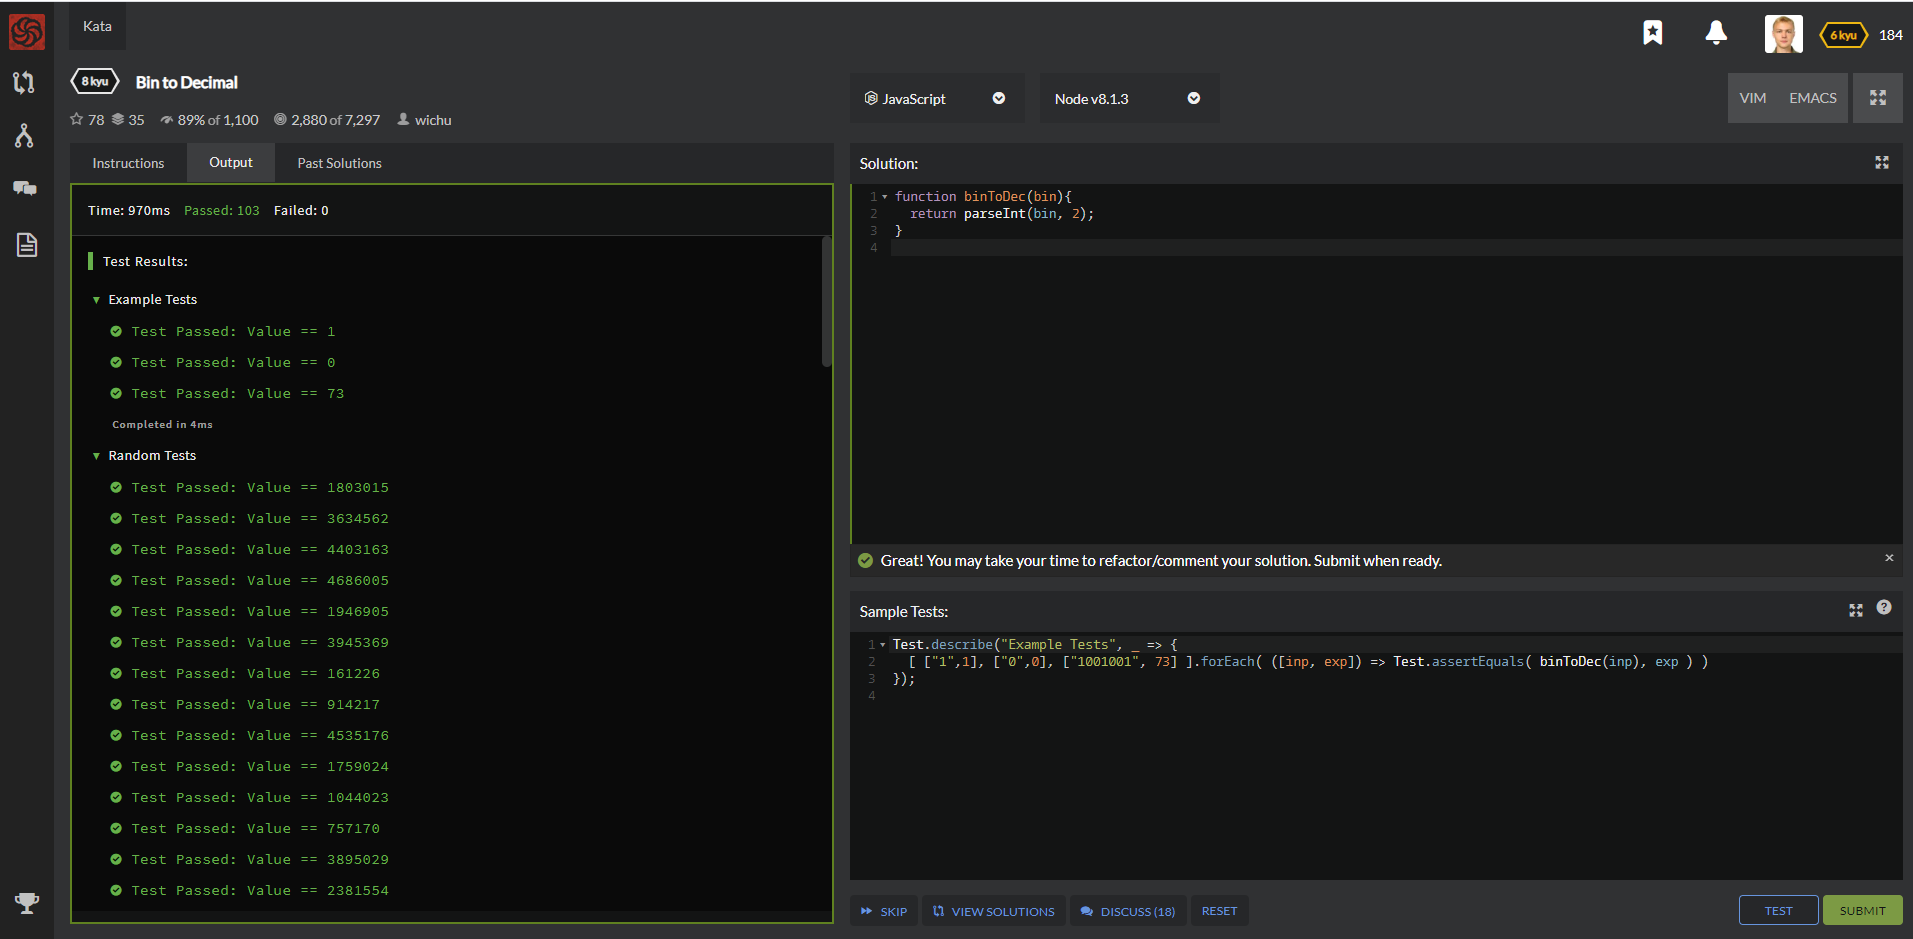 Kata
6 kyu 184
8 kyu Bin to Decimal
78 35 89% of 1,100 2,880 of 7,297 wichu
JavaScript Node v8.1.3 VIM EMACS
Instructions Output Past Solutions
Time: 970ms Passed: 103 Failed: 0
Test Results:
Example Tests
Test Passed: Value == 1
Test Passed: Value == 0
Test Passed: Value == 73
Completed in 4ms
Random Tests
Test Passed: Value == 1803015
Test Passed: Value == 3634562
Test Passed: Value == 4403163
Test Passed: Value == 4686005
Test Passed: Value == 1946905
Test Passed: Value == 3945369
Test Passed: Value == 161226
Test Passed: Value == 914217
Test Passed: Value == 4535176
Test Passed: Value == 1759024
Test Passed: Value == 1044023
Test Passed: Value == 757170
Test Passed: Value == 3895029
Test Passed: Value == 2381554
Solution:
1 function binToDec(bin){
2 return parseInt(bin, 2);
3 }
4
Great! You may take your time to refactor/comment your solution. Submit when ready.
Sample Tests:
1 Test.describe("Example Tests", _ => {
2 [ ["1",1], ["0",0], ["1001001", 73] ].forEach( ([inp, exp]) => Test.assertEquals( binToDec(inp), exp ) )
3 });
4
SKIP VIEW SOLUTIONS DISCUSS (18) RESET TEST SUBMIT